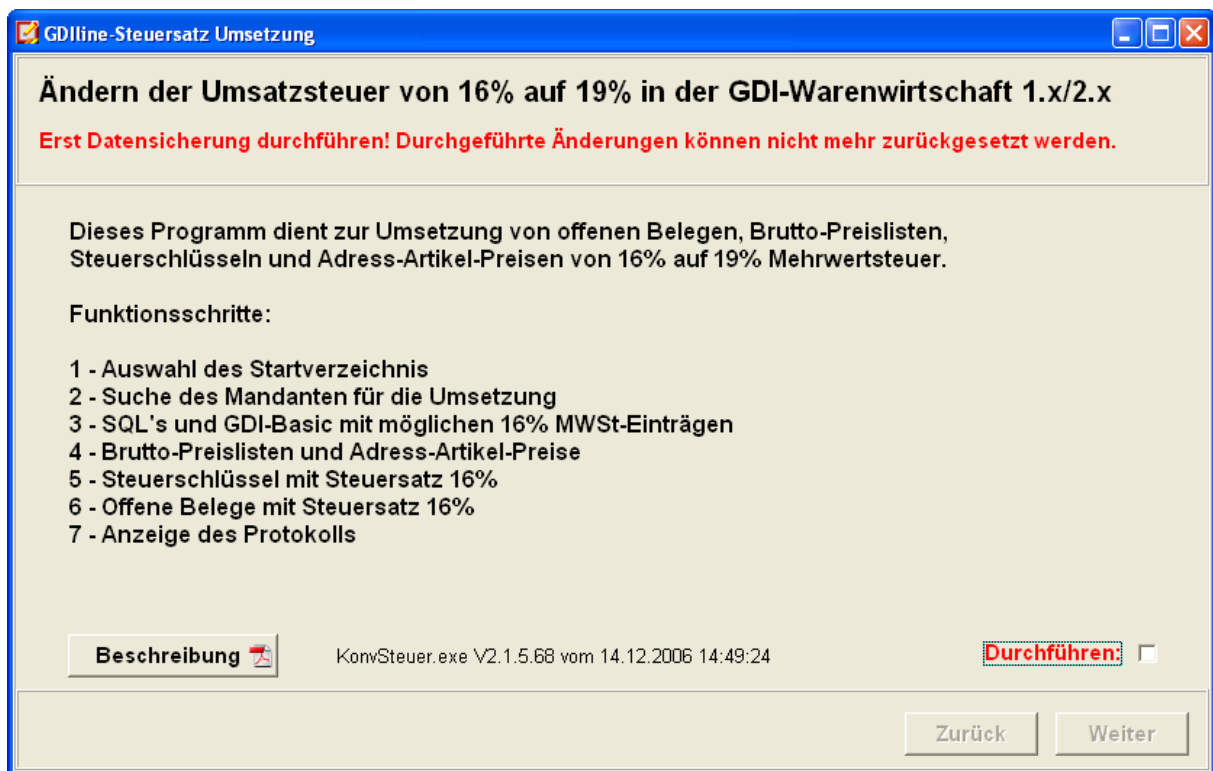 GDIline-Steuersatz Umsetzung
Ändern der Umsatzsteuer von 16% auf 19% in der GDI-Warenwirtschaft 1.x/2.x
Erst Datensicherung durchführen! Durchgeführte Änderungen können nicht mehr zurückgesetzt werden.
Dieses Programm dient zur Umsetzung von offenen Belegen, Brutto-Preislisten,
Steuerschlüsseln und Adress-Artikel-Preisen von 16% auf 19% Mehrwertsteuer.
Funktionsschritte:
1 - Auswahl des Startverzeichnis
2 - Suche des Mandanten für die Umsetzung
3 - SQL's und GDI-Basic mit möglichen 16% MWSt-Einträgen
4 - Brutto-Preislisten und Adress-Artikel-Preise
5 - Steuerschlüssel mit Steuersatz 16%
6 - Offene Belege mit Steuersatz 16%
7 - Anzeige des Protokolls
Beschreibung KonvSteuer.exe V2.1.5.68 vom 14.12.2006 14:49:24 Durchführen:
Zurück Weiter